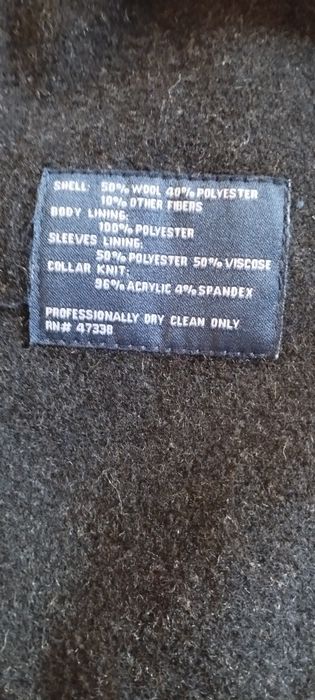 SHELL: 50% WOOL 40% POLYESTER
10% OTHER FIBERS
BODY LINING:
100% POLYESTER
SLEEVES LINING:
50% POLYESTER 50% VISCOSE
COLLAR KNIT:
96% ACRYLIC 4% SPANDEX
PROFESSIONALLY DRY CLEAN ONLY
RN# 47338